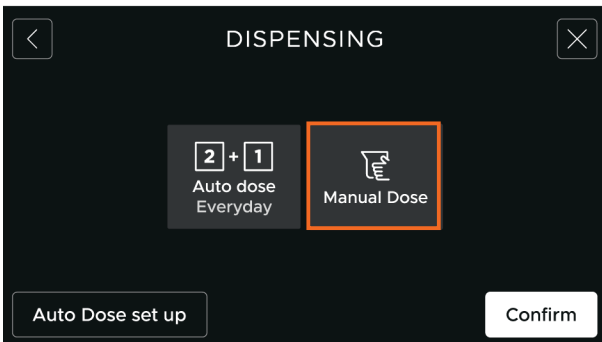 DISPENSING
2 + 1
Auto dose
Everyday
Manual Dose
Auto Dose set up
Confirm